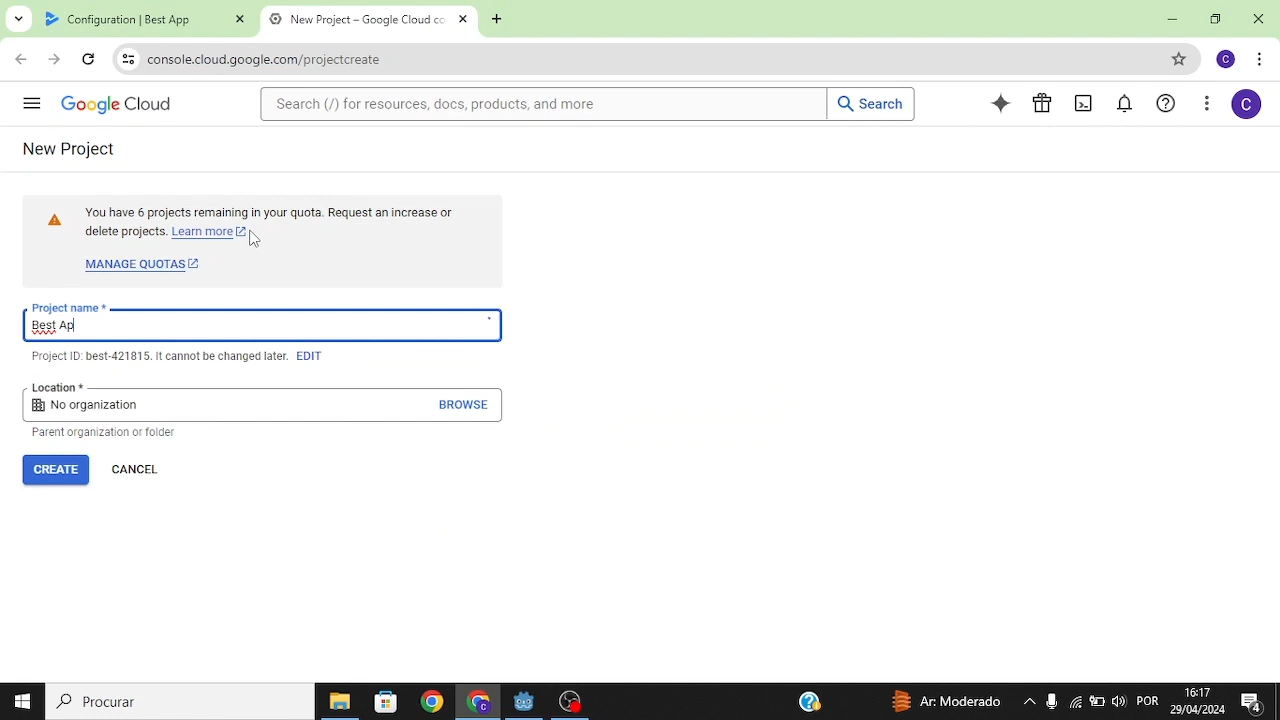 Configuration | Best App
New Project – Google Cloud co
console.cloud.google.com/projectcreate
Google Cloud
Search (/) for resources, docs, products, and more
Search
C
C
New Project
You have 6 projects remaining in your quota. Request an increase or
delete projects. Learn more
MANAGE QUOTAS
Project name *
Best Ap
Project ID: best-421815. It cannot be changed later. EDIT
Location *
No organization
BROWSE
Parent organization or folder
CREATE
CANCEL
Procurar
Ar: Moderado
POR
16:17
29/04/2024
4